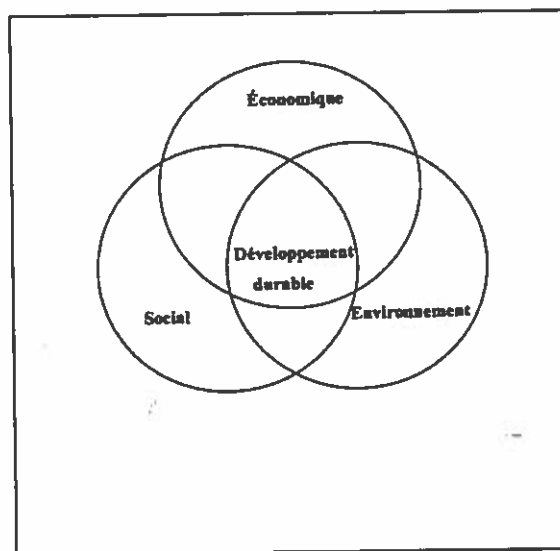 Économique
Développement
durable
Social
Environnement